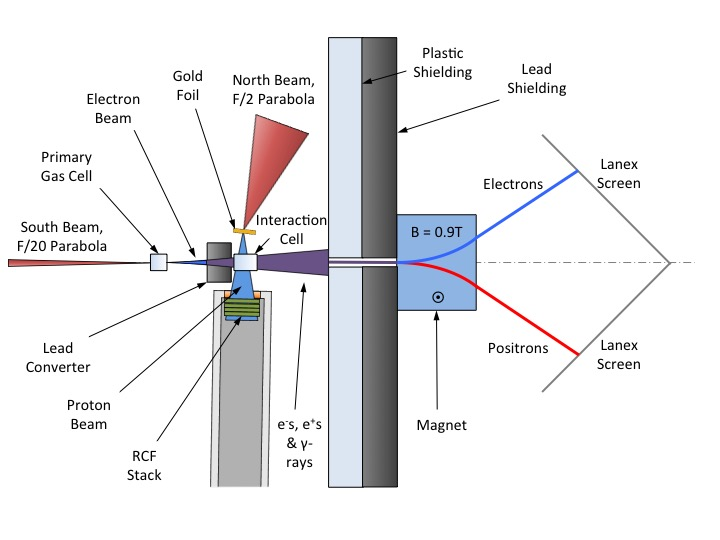 Plastic
Shielding
Gold
Foil
North Beam,
F/2 Parabola
Lead
Shielding
Electron
Beam
Primary
Gas Cell
Lanex
Screen
Electrons
South Beam,
F/20 Parabola
Interaction
Cell
B = 0.9T
Lead
Converter
Positrons
Lanex
Screen
Proton
Beam
e⁻s, e⁺s
& γ-
rays
Magnet
RCF
Stack